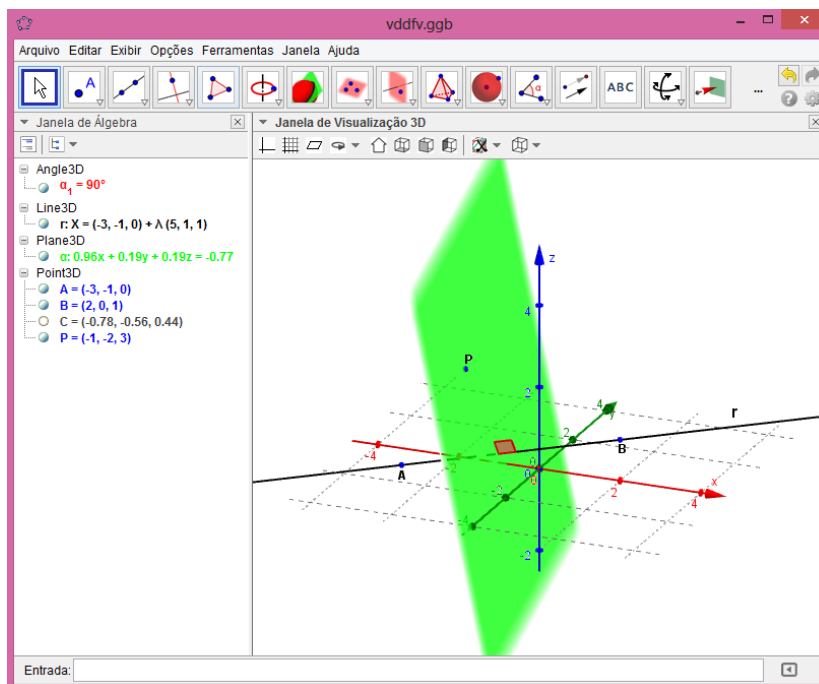 vddfv.ggb
Arquivo Editar Exibir Opções Ferramentas Janela Ajuda
A
α
ABC
...
Janela de Álgebra
Janela de Visualização 3D
Angle3D
α₁ = 90°
Line3D
r: X = (-3, -1, 0) + λ (5, 1, 1)
Plane3D
α: 0.96x + 0.19y + 0.19z = -0.77
Point3D
A = (-3, -1, 0)
B = (2, 0, 1)
C = (-0.78, -0.56, 0.44)
P = (-1, -2, 3)
z
4
P
2
4
y
r
-4
2
B
-2
0
0
0
A
x
-2
2
4
-4
-2
Entrada: